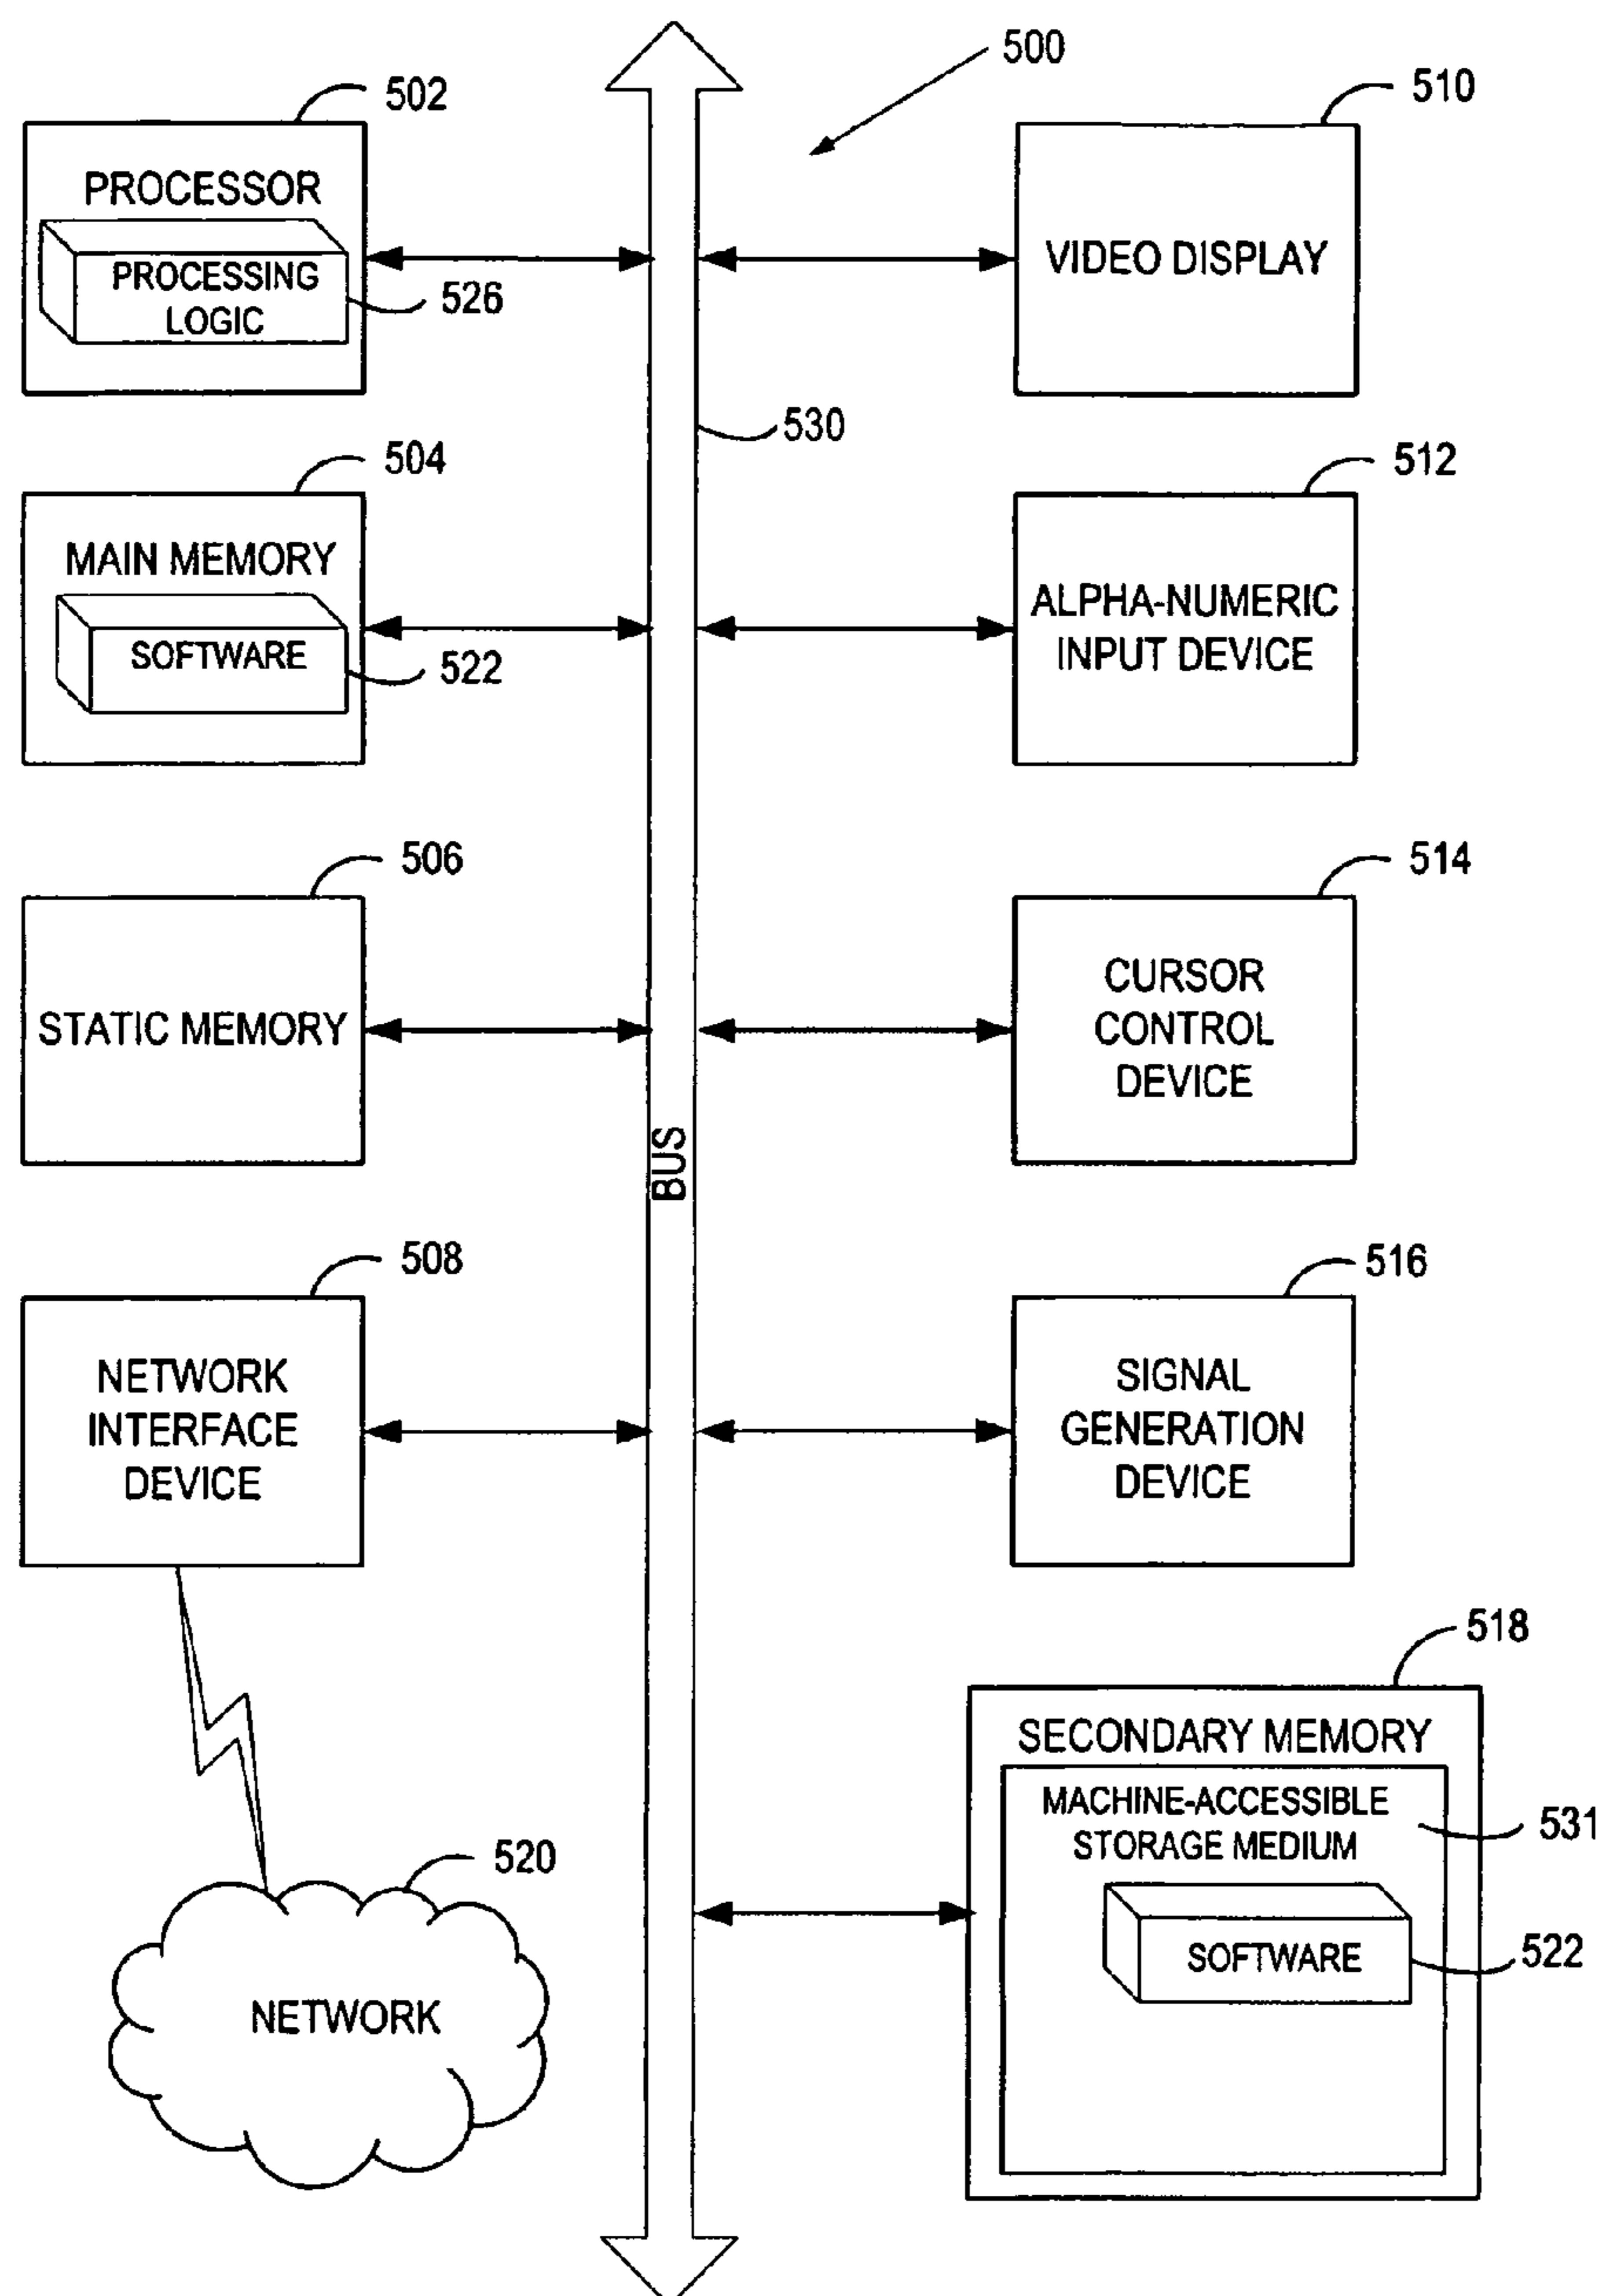 500
502
PROCESSOR
PROCESSING
LOGIC
526
510
VIDEO DISPLAY
530
504
MAIN MEMORY
SOFTWARE
522
512
ALPHA-NUMERIC
INPUT DEVICE
506
STATIC MEMORY
514
CURSOR
CONTROL
DEVICE
BUS
508
NETWORK
INTERFACE
DEVICE
516
SIGNAL
GENERATION
DEVICE
518
SECONDARY MEMORY
MACHINE-ACCESSIBLE
STORAGE MEDIUM
531
SOFTWARE
522
520
NETWORK